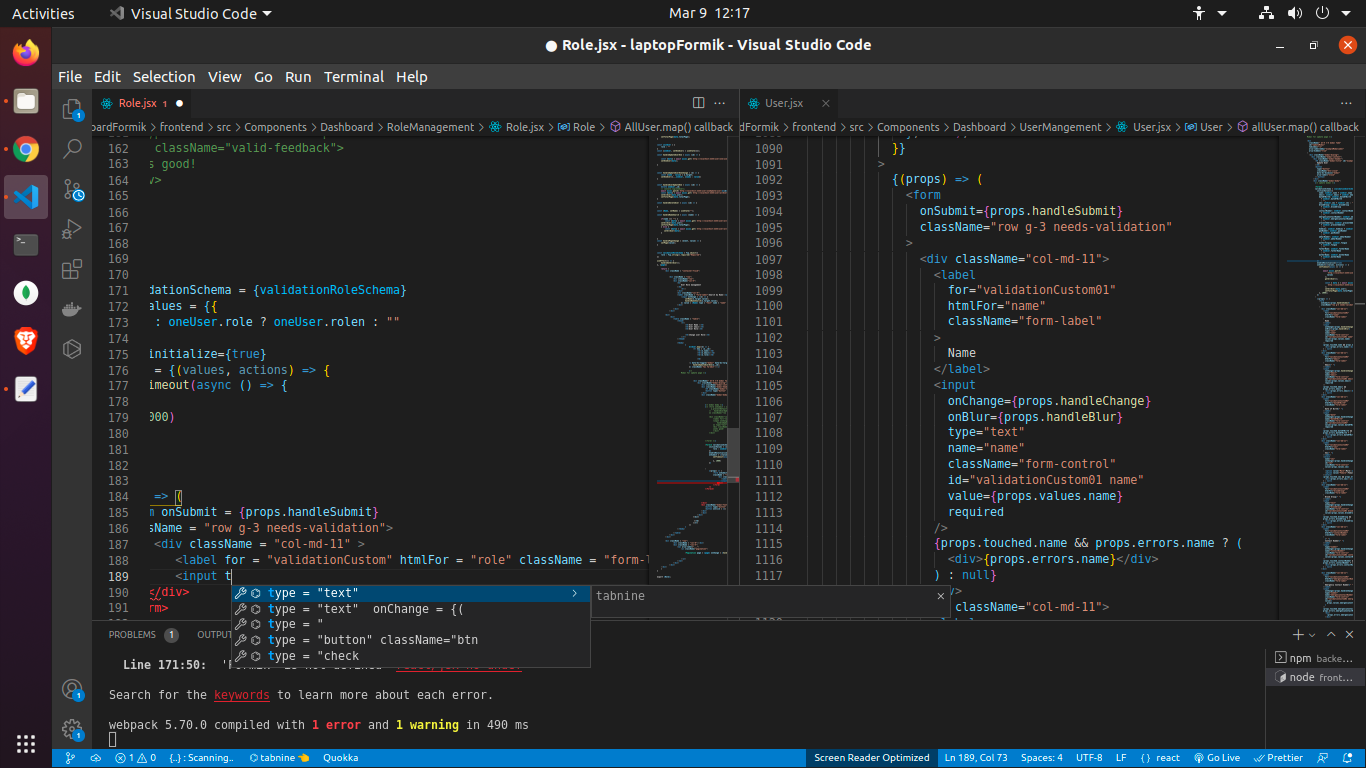 Activities
Visual Studio Code
Mar 9 12:17
● Role.jsx - laptopFormik - Visual Studio Code
File Edit Selection View Go Run Terminal Help
Role.jsx 1 ●
User.jsx
oardFormik > frontend > src > Components > Dashboard > RoleManagement > Role.jsx > Role > AllUser.map() callback
dFormik > frontend > src > Components > Dashboard > UserMangement > User.jsx > User > allUser.map() callback
162 className="valid-feedback">
163 s good!
164 />
165
166
167
168
169
170
171 dationSchema = {validationRoleSchema}
172 alues = {{
173 : oneUser.role ? oneUser.rolen : ""
174
175 initialize={true}
176 = {(values, actions) => {
177 imeout(async () => {
178
179 000)
180
181
182
183
184 => (
185 m onSubmit = {props.handleSubmit}
186 sName = "row g-3 needs-validation">
187 <div className = "col-md-11" >
188 <label for = "validationCustom" htmlFor = "role" className = "form-l
189 <input t
190 </div>
191 rm>
type = "text"
type = "text" onChange = {(
type = "
type = "button" className="btn
type = "check
tabnine
1090 }}
1091 >
1092 {(props) => (
1093 <form
1094 onSubmit={props.handleSubmit}
1095 className="row g-3 needs-validation"
1096 >
1097 <div className="col-md-11">
1098 <label
1099 for="validationCustom01"
1100 htmlFor="name"
1101 className="form-label"
1102 >
1103 Name
1104 </label>
1105 <input
1106 onChange={props.handleChange}
1107 onBlur={props.handleBlur}
1108 type="text"
1109 name="name"
1110 className="form-control"
1111 id="validationCustom01 name"
1112 value={props.values.name}
1113 required
1114 />
1115 {props.touched.name && props.errors.name ? (
1116 <div>{props.errors.name}</div>
1117 ) : null}
className="col-md-11">
PROBLEMS 1 OUTPU
Line 171:50:
Search for the keywords to learn more about each error.
webpack 5.70.0 compiled with 1 error and 1 warning in 490 ms
npm backe...
node front...
1 0 {..} : Scanning.. tabnine Quokka
Screen Reader Optimized Ln 189, Col 73 Spaces: 4 UTF-8 LF { } react Go Live Prettier